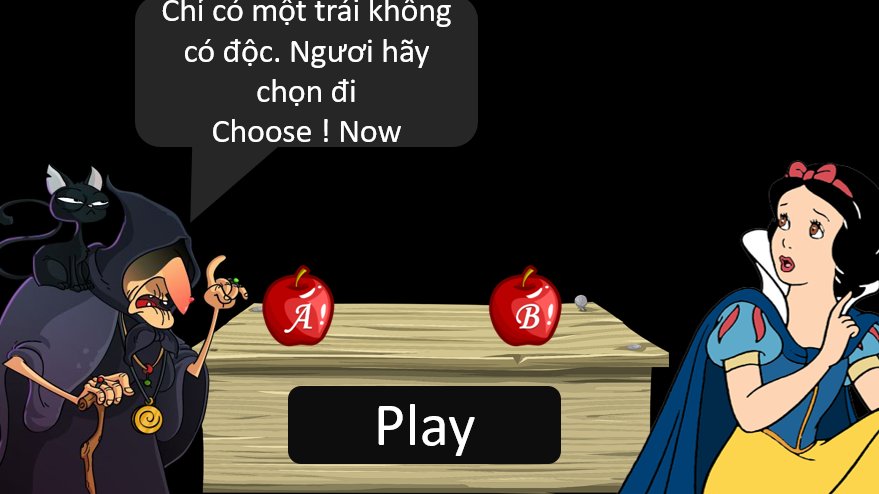 Chỉ có một trái không
có độc. Ngươi hãy
chọn đi
Choose ! Now
A!
B!
Play